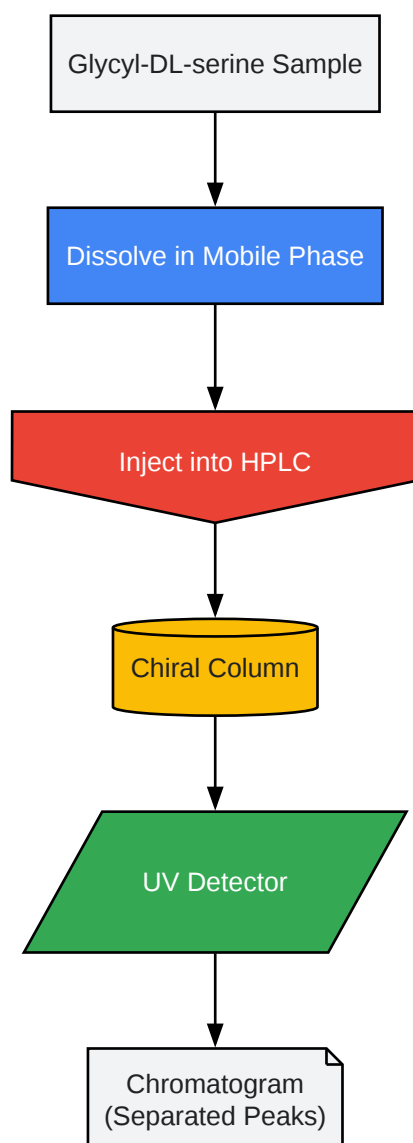 Glycyl-DL-serine Sample
Dissolve in Mobile Phase
Inject into HPLC
Chiral Column
UV Detector
Chromatogram
(Separated Peaks)